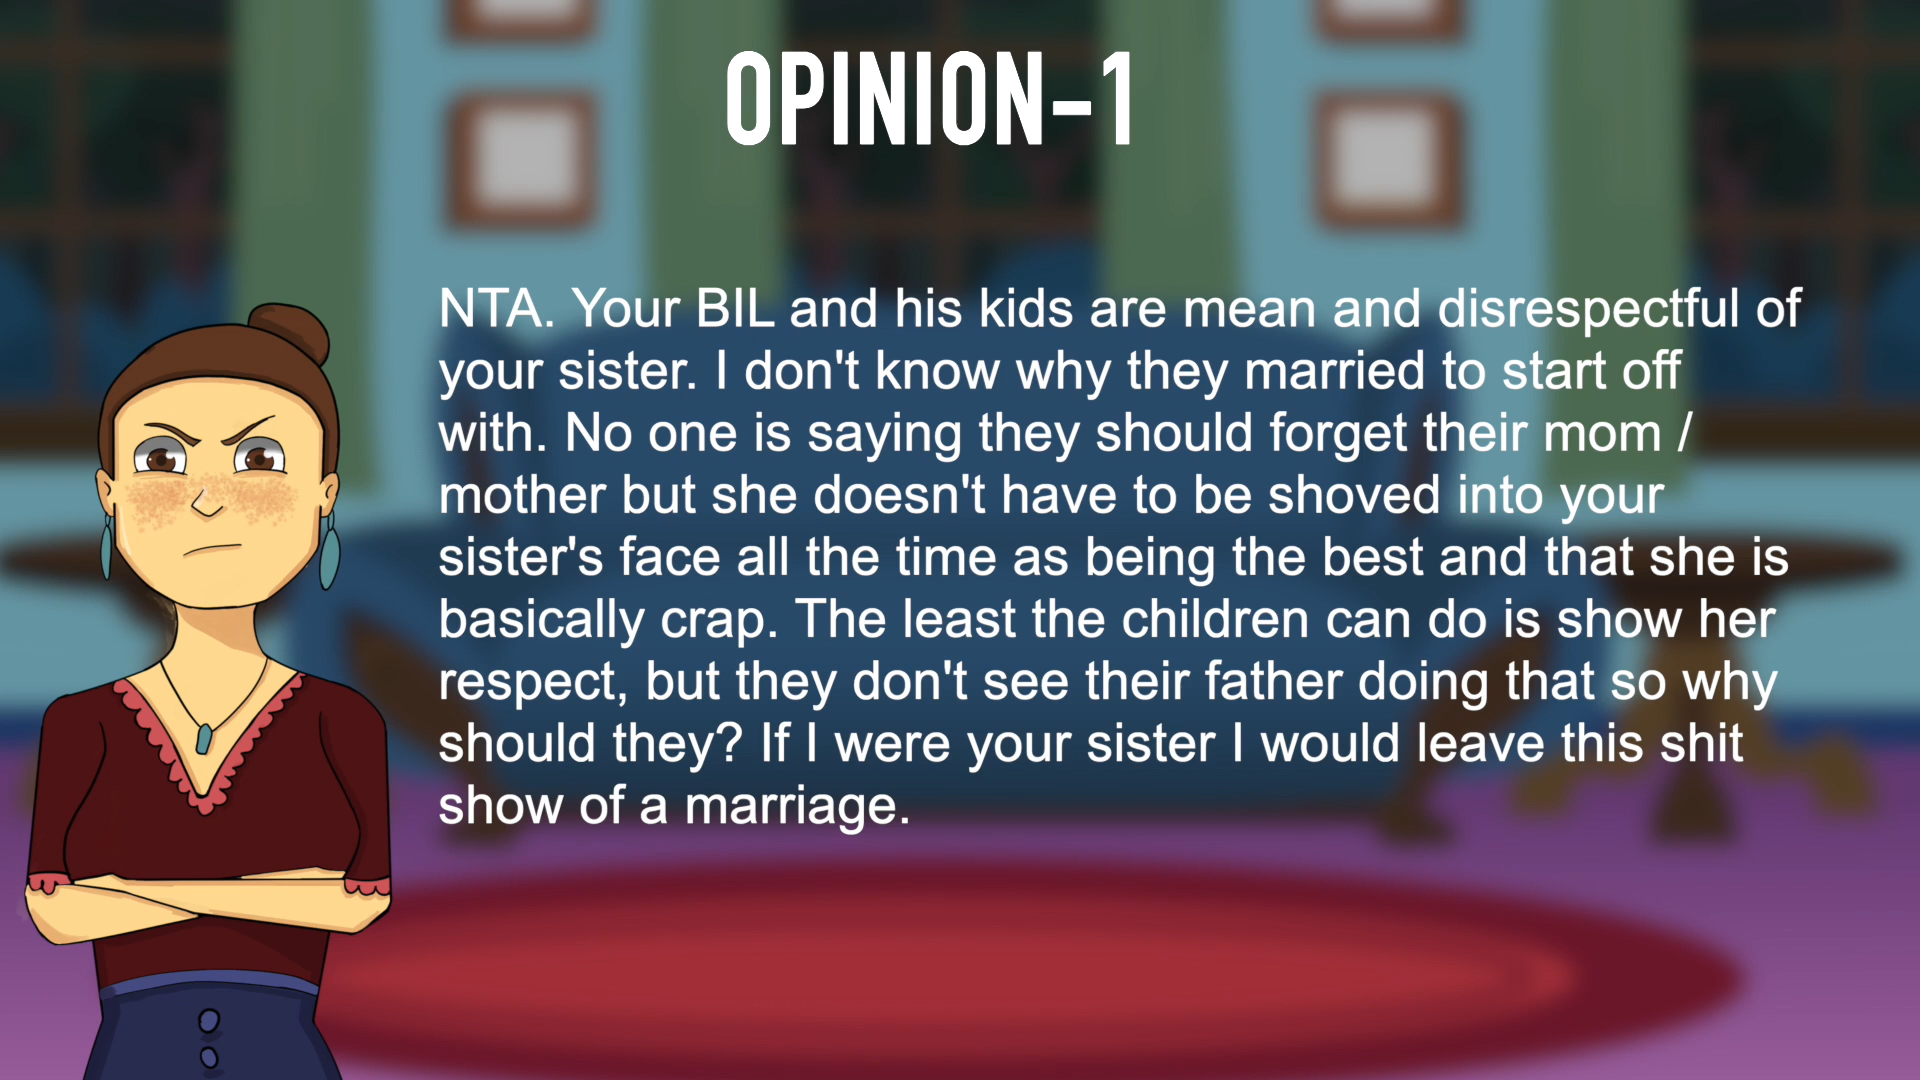 OPINION-1
NTA. Your BIL and his kids are mean and disrespectful of
your sister. I don't know why they married to start off
with. No one is saying they should forget their mom /
mother but she doesn't have to be shoved into your
sister's face all the time as being the best and that she is
basically crap. The least the children can do is show her
respect, but they don't see their father doing that so why
should they? If I were your sister I would leave this shit
show of a marriage.